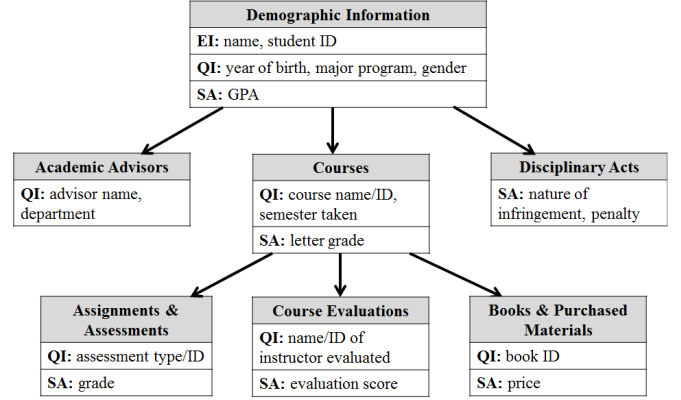 Demographic Information
EI: name, student ID
QI: year of birth, major program, gender
SA: GPA
Academic Advisors
QI: advisor name,
department
Courses
QI: course name/ID,
semester taken
SA: letter grade
Disciplinary Acts
SA: nature of
infringement, penalty
Assignments &
Assessments
QI: assessment type/ID
SA: grade
Course Evaluations
QI: name/ID of
instructor evaluated
SA: evaluation score
Books & Purchased
Materials
QI: book ID
SA: price